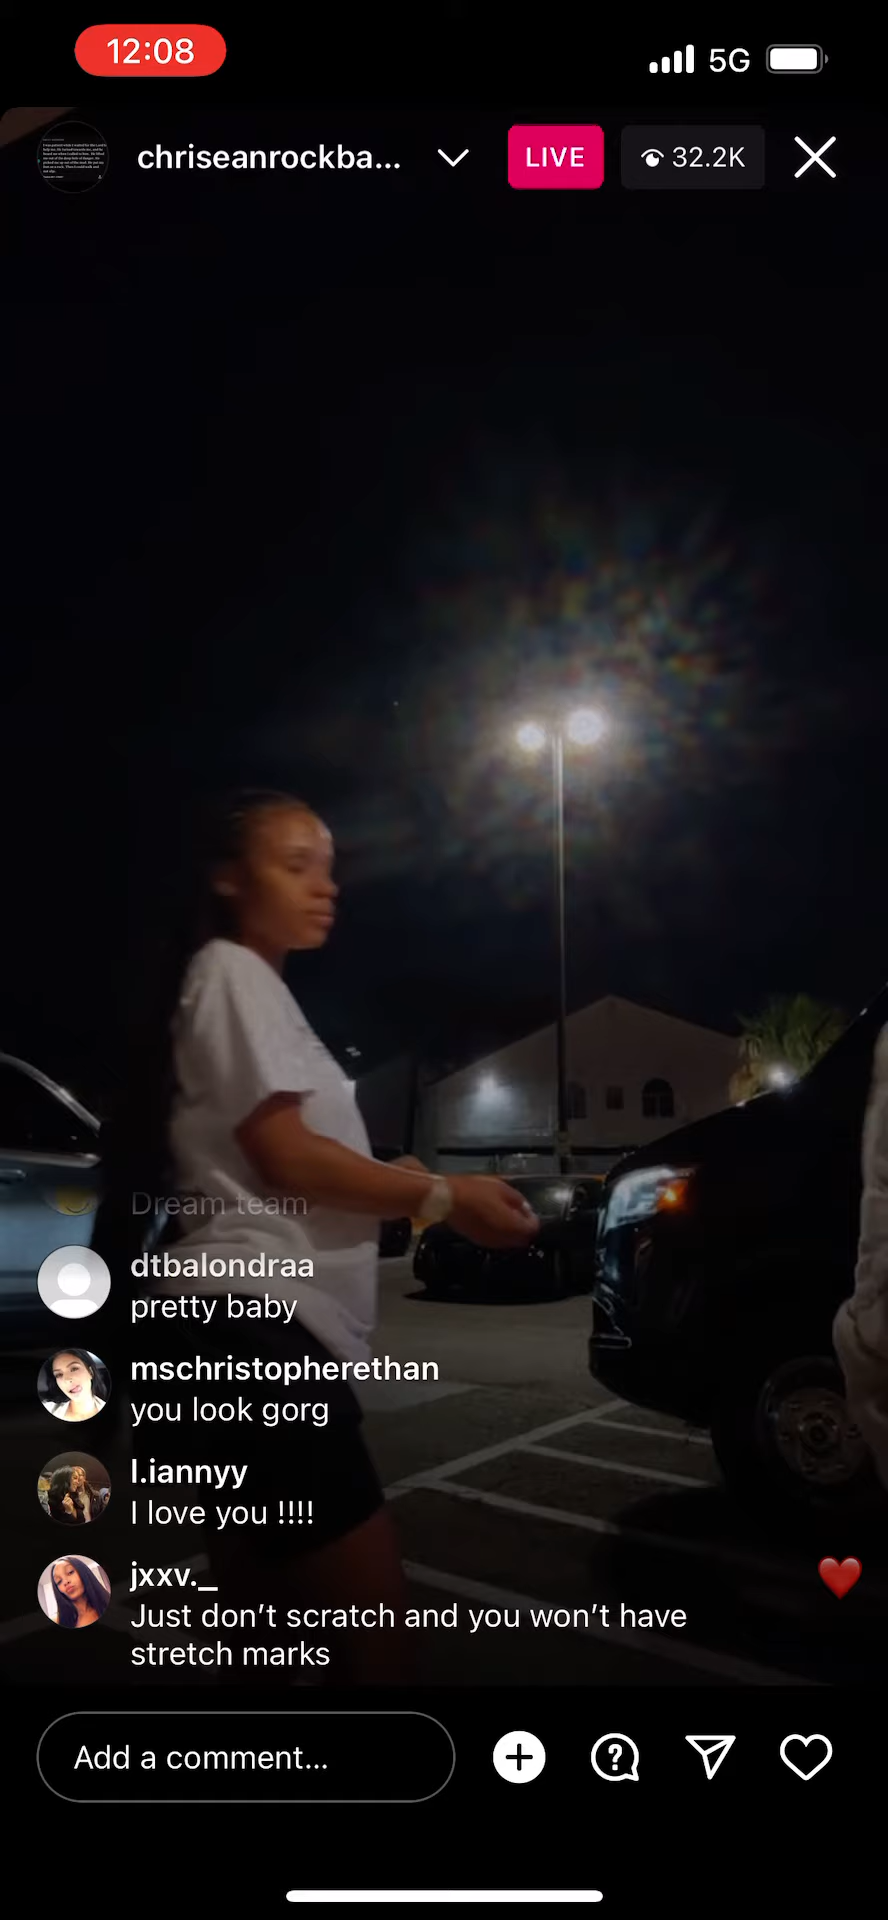 12:08
5G
chriseanrockba...
LIVE
32.2K
Dream team
dtbalondraa
pretty baby
mschristopherethan
you look gorg
l.iannyy
I love you !!!!
jxxv._
Just don’t scratch and you won’t have
stretch marks
Add a comment...